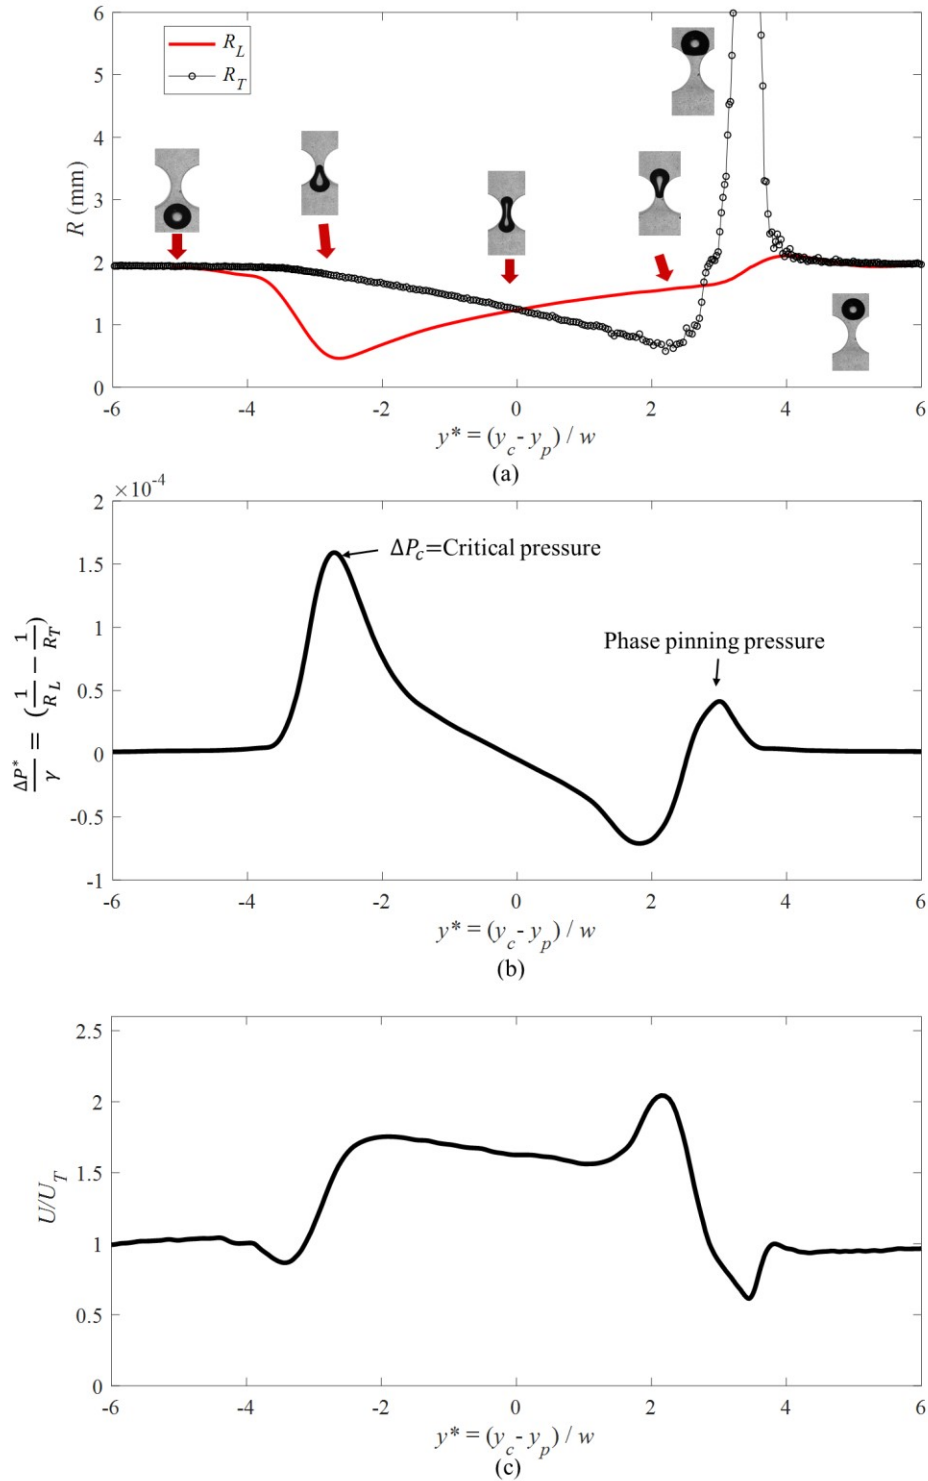 6
5
4
3
2
1
0
R (mm)
R_L
R_T
-6 -4 -2 0 2 4 6
y* = (y_c - y_p) / w
(a)
×10^-4
2
1.5
1
0.5
0
-0.5
-1
ΔP*/γ = (1/R_L − 1/R_T)
ΔP_c=Critical pressure
Phase pinning pressure
-6 -4 -2 0 2 4 6
y* = (y_c - y_p) / w
(b)
2.5
2
1.5
1
0.5
0
U/U_T
-6 -4 -2 0 2 4 6
y* = (y_c - y_p) / w
(c)